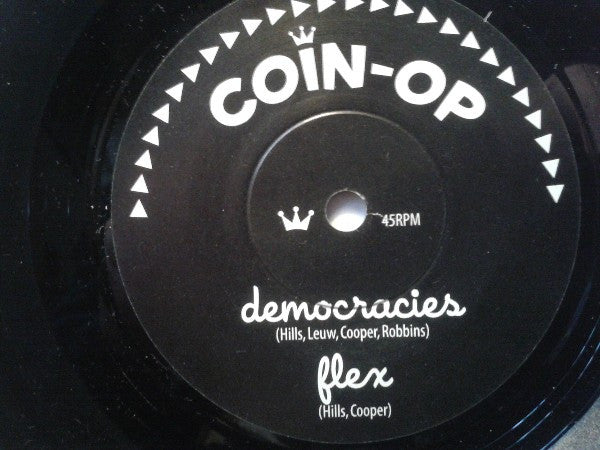 COIN-OP
45RPM
democracies
(Hills, Leuw, Cooper, Robbins)
flex
(Hills, Cooper)